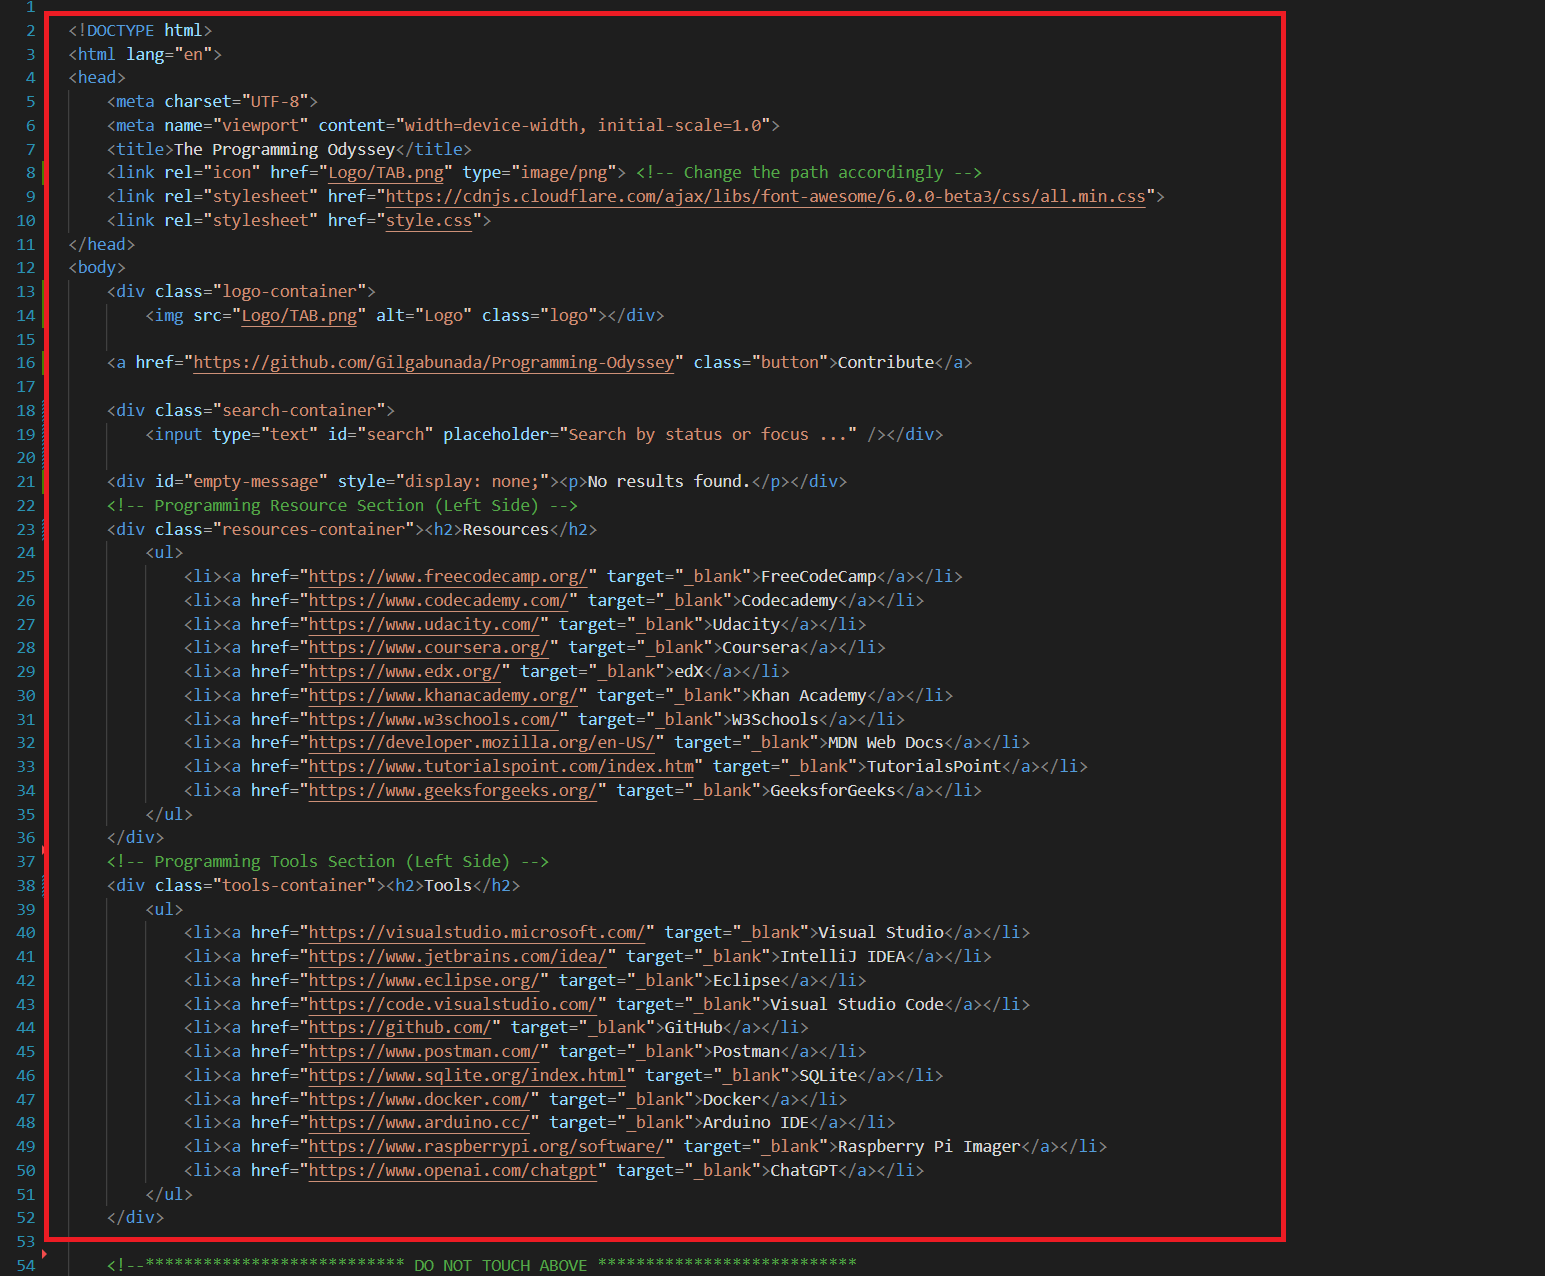 1
2 <!DOCTYPE html>
3 <html lang="en">
4 <head>
5 <meta charset="UTF-8">
6 <meta name="viewport" content="width=device-width, initial-scale=1.0">
7 <title>The Programming Odyssey</title>
8 <link rel="icon" href="Logo/TAB.png" type="image/png"> <!-- Change the path accordingly -->
9 <link rel="stylesheet" href="https://cdnjs.cloudflare.com/ajax/libs/font-awesome/6.0.0-beta3/css/all.min.css">
10 <link rel="stylesheet" href="style.css">
11 </head>
12 <body>
13 <div class="logo-container">
14 <img src="Logo/TAB.png" alt="Logo" class="logo"></div>
15
16 <a href="https://github.com/Gilgabunada/Programming-Odyssey" class="button">Contribute</a>
17
18 <div class="search-container">
19 <input type="text" id="search" placeholder="Search by status or focus ..." /></div>
20
21 <div id="empty-message" style="display: none;"><p>No results found.</p></div>
22 <!-- Programming Resource Section (Left Side) -->
23 <div class="resources-container"><h2>Resources</h2>
24 <ul>
25 <li><a href="https://www.freecodecamp.org/" target="_blank">FreeCodeCamp</a></li>
26 <li><a href="https://www.codecademy.com/" target="_blank">Codecademy</a></li>
27 <li><a href="https://www.udacity.com/" target="_blank">Udacity</a></li>
28 <li><a href="https://www.coursera.org/" target="_blank">Coursera</a></li>
29 <li><a href="https://www.edx.org/" target="_blank">edX</a></li>
30 <li><a href="https://www.khanacademy.org/" target="_blank">Khan Academy</a></li>
31 <li><a href="https://www.w3schools.com/" target="_blank">W3Schools</a></li>
32 <li><a href="https://developer.mozilla.org/en-US/" target="_blank">MDN Web Docs</a></li>
33 <li><a href="https://www.tutorialspoint.com/index.htm" target="_blank">TutorialsPoint</a></li>
34 <li><a href="https://www.geeksforgeeks.org/" target="_blank">GeeksforGeeks</a></li>
35 </ul>
36 </div>
37 <!-- Programming Tools Section (Left Side) -->
38 <div class="tools-container"><h2>Tools</h2>
39 <ul>
40 <li><a href="https://visualstudio.microsoft.com/" target="_blank">Visual Studio</a></li>
41 <li><a href="https://www.jetbrains.com/idea/" target="_blank">IntelliJ IDEA</a></li>
42 <li><a href="https://www.eclipse.org/" target="_blank">Eclipse</a></li>
43 <li><a href="https://code.visualstudio.com/" target="_blank">Visual Studio Code</a></li>
44 <li><a href="https://github.com/" target="_blank">GitHub</a></li>
45 <li><a href="https://www.postman.com/" target="_blank">Postman</a></li>
46 <li><a href="https://www.sqlite.org/index.html" target="_blank">SQLite</a></li>
47 <li><a href="https://www.docker.com/" target="_blank">Docker</a></li>
48 <li><a href="https://www.arduino.cc/" target="_blank">Arduino IDE</a></li>
49 <li><a href="https://www.raspberrypi.org/software/" target="_blank">Raspberry Pi Imager</a></li>
50 <li><a href="https://www.openai.com/chatgpt" target="_blank">ChatGPT</a></li>
51 </ul>
52 </div>
53
54 <!--*************************** DO NOT TOUCH ABOVE ***************************